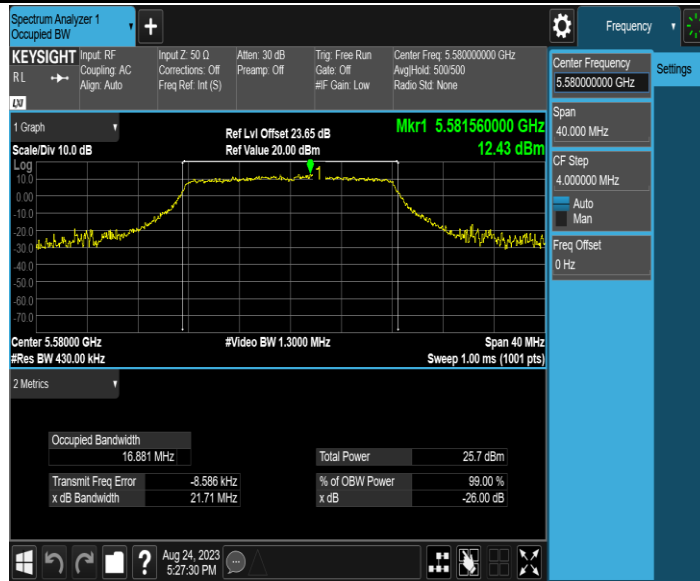 Spectrum Analyzer 1
Occupied BW
+
Frequency
KEYSIGHT
RL
LXI
Input: RF
Coupling: AC
Align: Auto
Input Z: 50 Ω
Corrections: Off
Freq Ref: Int (S)
Atten: 30 dB
Preamp: Off
Trig: Free Run
Gate: Off
#IF Gain: Low
Center Freq: 5.580000000 GHz
Avg|Hold: 500/500
Radio Std: None
Center Frequency
5.580000000 GHz
Settings
Span
40.000 MHz
CF Step
4.000000 MHz
Auto
Man
Freq Offset
0 Hz
1 Graph
Scale/Div 10.0 dB
Ref Lvl Offset 23.65 dB
Ref Value 20.00 dBm
Mkr1 5.581560000 GHz
12.43 dBm
Log
10.0
0.00
-10.0
-20.0
-30.0
-40.0
-50.0
-60.0
-70.0
1
Center 5.58000 GHz
#Res BW 430.00 kHz
#Video BW 1.3000 MHz
Span 40 MHz
Sweep 1.00 ms (1001 pts)
2 Metrics
Occupied Bandwidth
16.881 MHz
Total Power 25.7 dBm
Transmit Freq Error -8.586 kHz
% of OBW Power 99.00 %
x dB Bandwidth 21.71 MHz
x dB -26.00 dB
?
Aug 24, 2023
5:27:30 PM